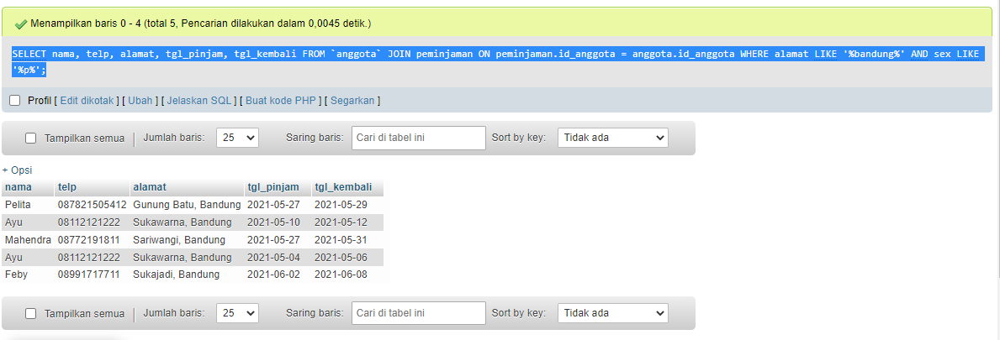 Menampilkan baris 0 - 4 (total 5, Pencarian dilakukan dalam 0,0045 detik.)
SELECT nama, telp, alamat, tgl_pinjam, tgl_kembali FROM `anggota` JOIN peminjaman ON peminjaman.id_anggota = anggota.id_anggota WHERE alamat LIKE '%bandung%' AND sex LIKE
'%p%';
Profil [ Edit dikotak ] [ Ubah ] [ Jelaskan SQL ] [ Buat kode PHP ] [ Segarkan ]
Tampilkan semua Jumlah baris: 25 Saring baris: Cari di tabel ini Sort by key: Tidak ada
+ Opsi
nama telp alamat tgl_pinjam tgl_kembali
Pelita 087821505412 Gunung Batu, Bandung 2021-05-27 2021-05-29
Ayu 08112121222 Sukawarna, Bandung 2021-05-10 2021-05-12
Mahendra 08772191811 Sariwangi, Bandung 2021-05-27 2021-05-31
Ayu 08112121222 Sukawarna, Bandung 2021-05-04 2021-05-06
Feby 08991717711 Sukajadi, Bandung 2021-06-02 2021-06-08
Tampilkan semua Jumlah baris: 25 Saring baris: Cari di tabel ini Sort by key: Tidak ada